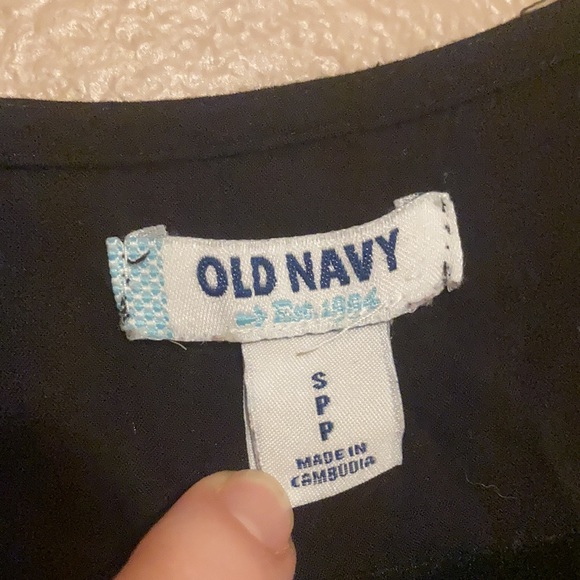 OLD NAVY
Est. 1994
S
P
P
MADE IN
CAMBODIA